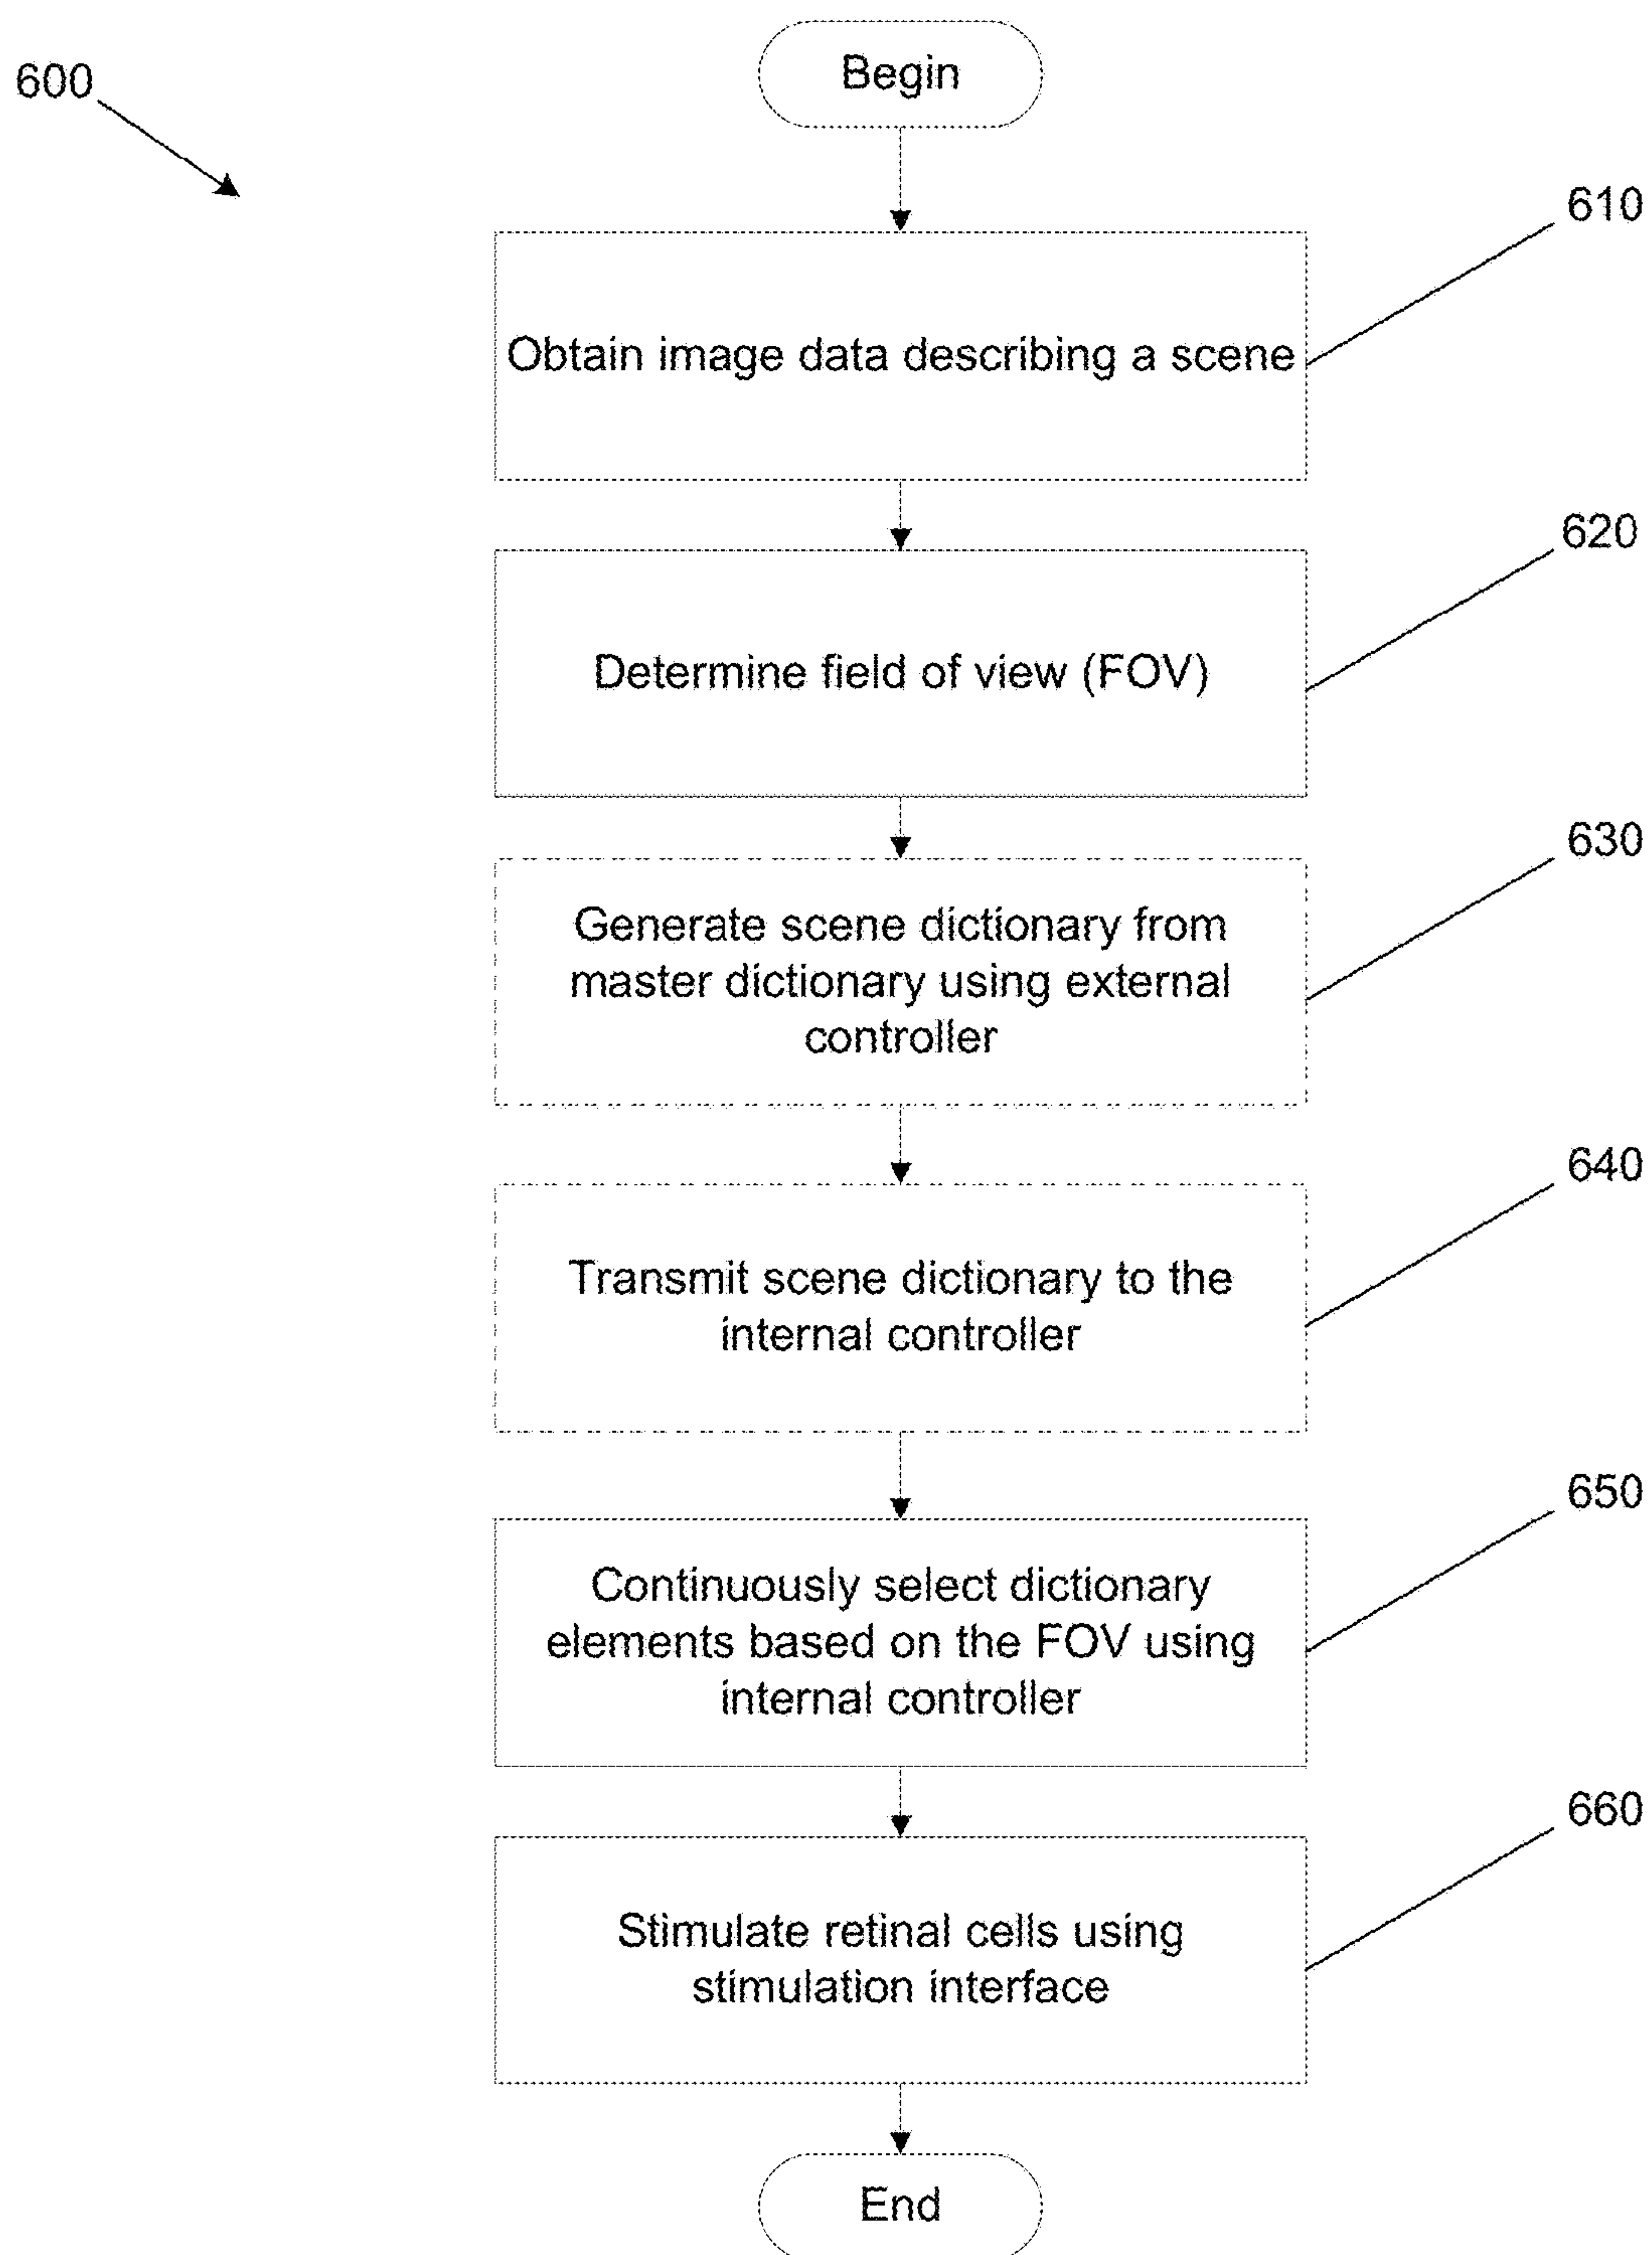 Begin
600
610
Obtain image data describing a scene
620
Determine field of view (FOV)
630
Generate scene dictionary from
master dictionary using external
controller
640
Transmit scene dictionary to the
internal controller
650
Continuously select dictionary
elements based on the FOV using
internal controller
660
Stimulate retinal cells using
stimulation interface
End